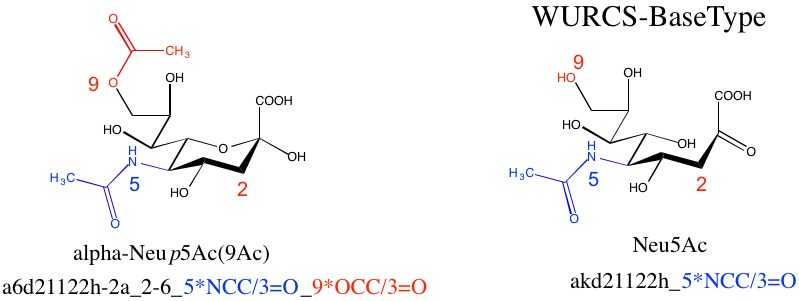 WURCS-BaseType
O
CH3
O
9
OH
HO
COOH
O
OH
H
N
5
H3C
O
HO
2
alpha-Neup5Ac(9Ac)
a6d21122h-2a_2-6_5*NCC/3=O_9*OCC/3=O
9
HO
OH
HO
COOH
OH
O
H
N
5
H3C
O
HO
2
Neu5Ac
akd21122h_5*NCC/3=O